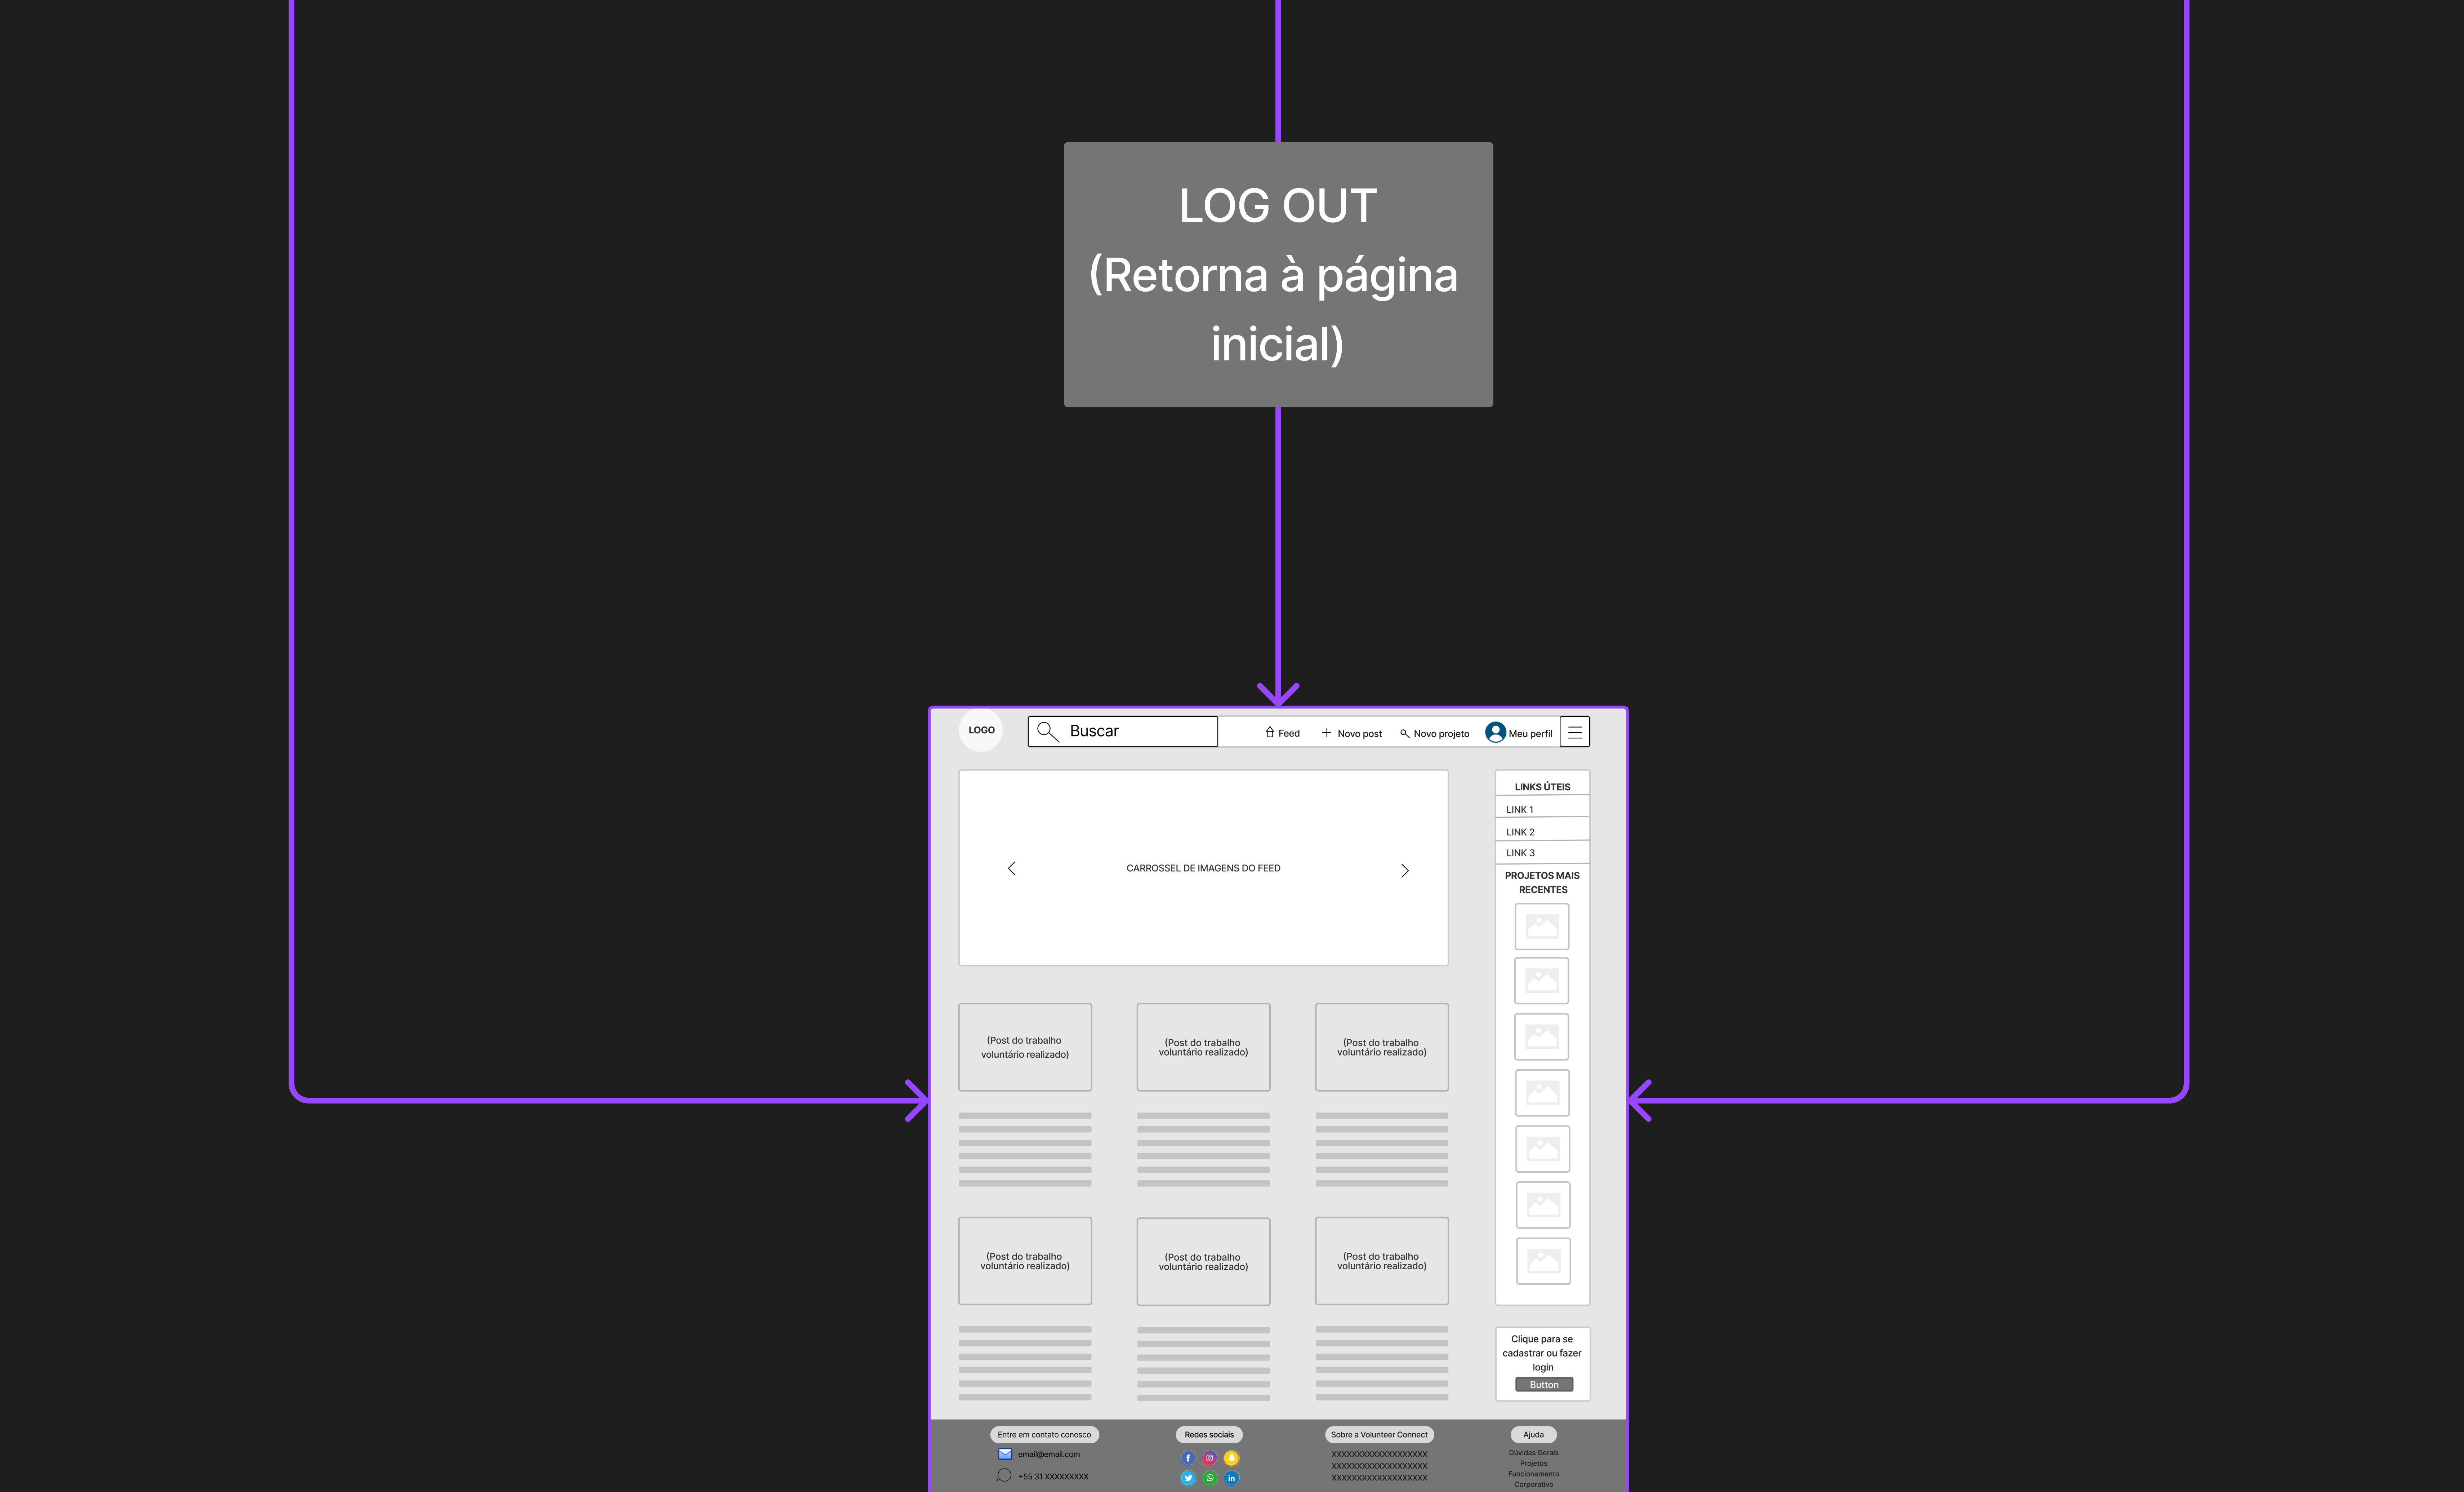 LOG OUT
(Retorna à página
inicial)
LOGO
Buscar
Feed
Novo post
Novo projeto
Meu perfil
CARROSSEL DE IMAGENS DO FEED
LINKS ÚTEIS
LINK 1
LINK 2
LINK 3
PROJETOS MAIS
RECENTES
(Post do trabalho
voluntário realizado)
(Post do trabalho
voluntário realizado)
(Post do trabalho
voluntário realizado)
(Post do trabalho
voluntário realizado)
(Post do trabalho
voluntário realizado)
(Post do trabalho
voluntário realizado)
Clique para se
cadastrar ou fazer
login
Button
Entre em contato conosco
email@email.com
+55 31 XXXXXXXXX
Redes sociais
Sobre a Volunteer Connect
XXXXXXXXXXXXXXXXXXX
XXXXXXXXXXXXXXXXXXX
XXXXXXXXXXXXXXXXXXX
Ajuda
Dúvidas Gerais
Projetos
Funcionamento
Corporativo